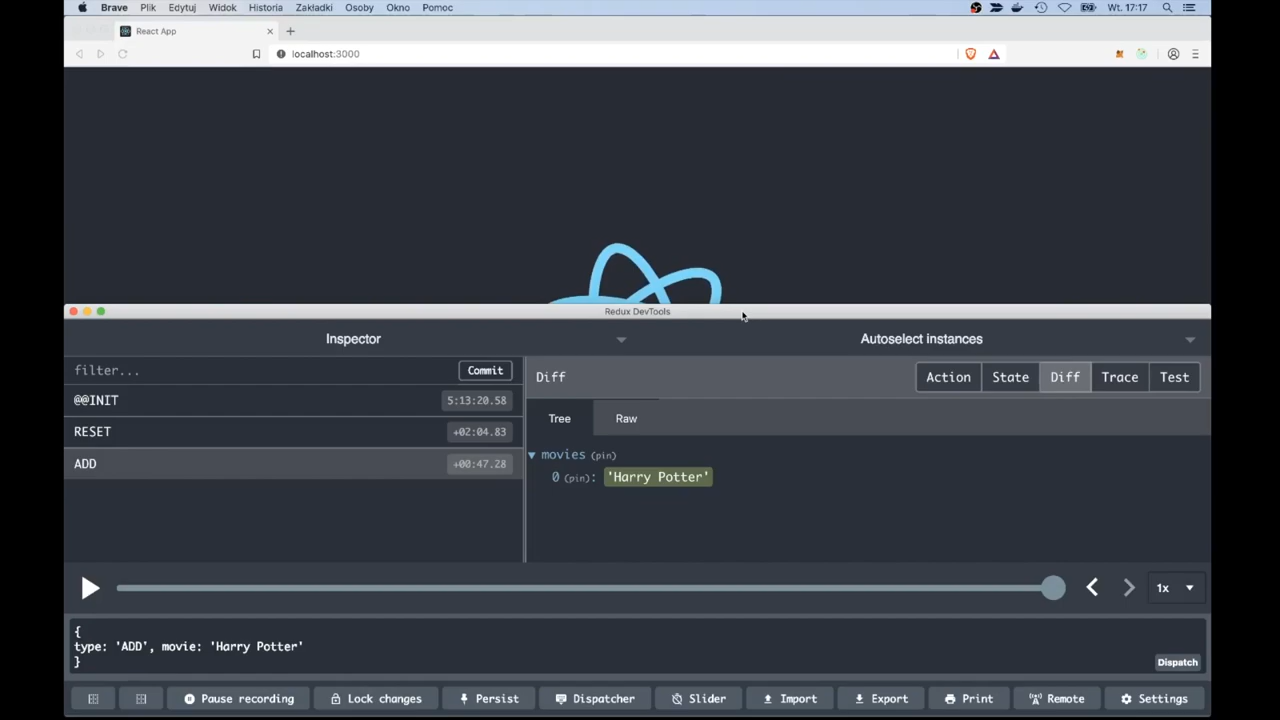 Brave Plik Edytuj Widok Historia Zakładki Osoby Okno Pomoc Wt. 17:17
React App
localhost:3000
Redux DevTools
Inspector Autoselect instances
filter... Commit Diff Action State Diff Trace Test
@@INIT 5:13:20.58
Tree Raw
RESET +02:04.83
movies (pin)
ADD +00:47.28
0 (pin): 'Harry Potter'
1x
{
type: 'ADD', movie: 'Harry Potter'
}
Dispatch
Pause recording Lock changes Persist Dispatcher Slider Import Export Print Remote Settings